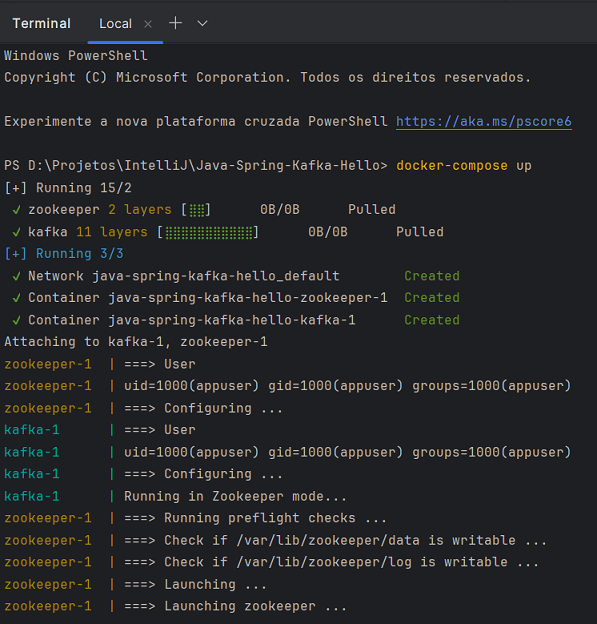 Terminal Local × +
Windows PowerShell
Copyright (C) Microsoft Corporation. Todos os direitos reservados.
Experimente a nova plataforma cruzada PowerShell https://aka.ms/pscore6
PS D:\Projetos\IntelliJ\Java-Spring-Kafka-Hello> docker-compose up
[+] Running 15/2
✔ zookeeper 2 layers [⣿⣿] 0B/0B Pulled
✔ kafka 11 layers [⣿⣿⣿⣿⣿⣿⣿⣿⣿⣿⣿] 0B/0B Pulled
[+] Running 3/3
✔ Network java-spring-kafka-hello_default Created
✔ Container java-spring-kafka-hello-zookeeper-1 Created
✔ Container java-spring-kafka-hello-kafka-1 Created
Attaching to kafka-1, zookeeper-1
zookeeper-1 | ===> User
zookeeper-1 | uid=1000(appuser) gid=1000(appuser) groups=1000(appuser)
zookeeper-1 | ===> Configuring ...
kafka-1 | ===> User
kafka-1 | uid=1000(appuser) gid=1000(appuser) groups=1000(appuser)
kafka-1 | ===> Configuring ...
kafka-1 | Running in Zookeeper mode...
zookeeper-1 | ===> Running preflight checks ...
zookeeper-1 | ===> Check if /var/lib/zookeeper/data is writable ...
zookeeper-1 | ===> Check if /var/lib/zookeeper/log is writable ...
zookeeper-1 | ===> Launching ...
zookeeper-1 | ===> Launching zookeeper ...